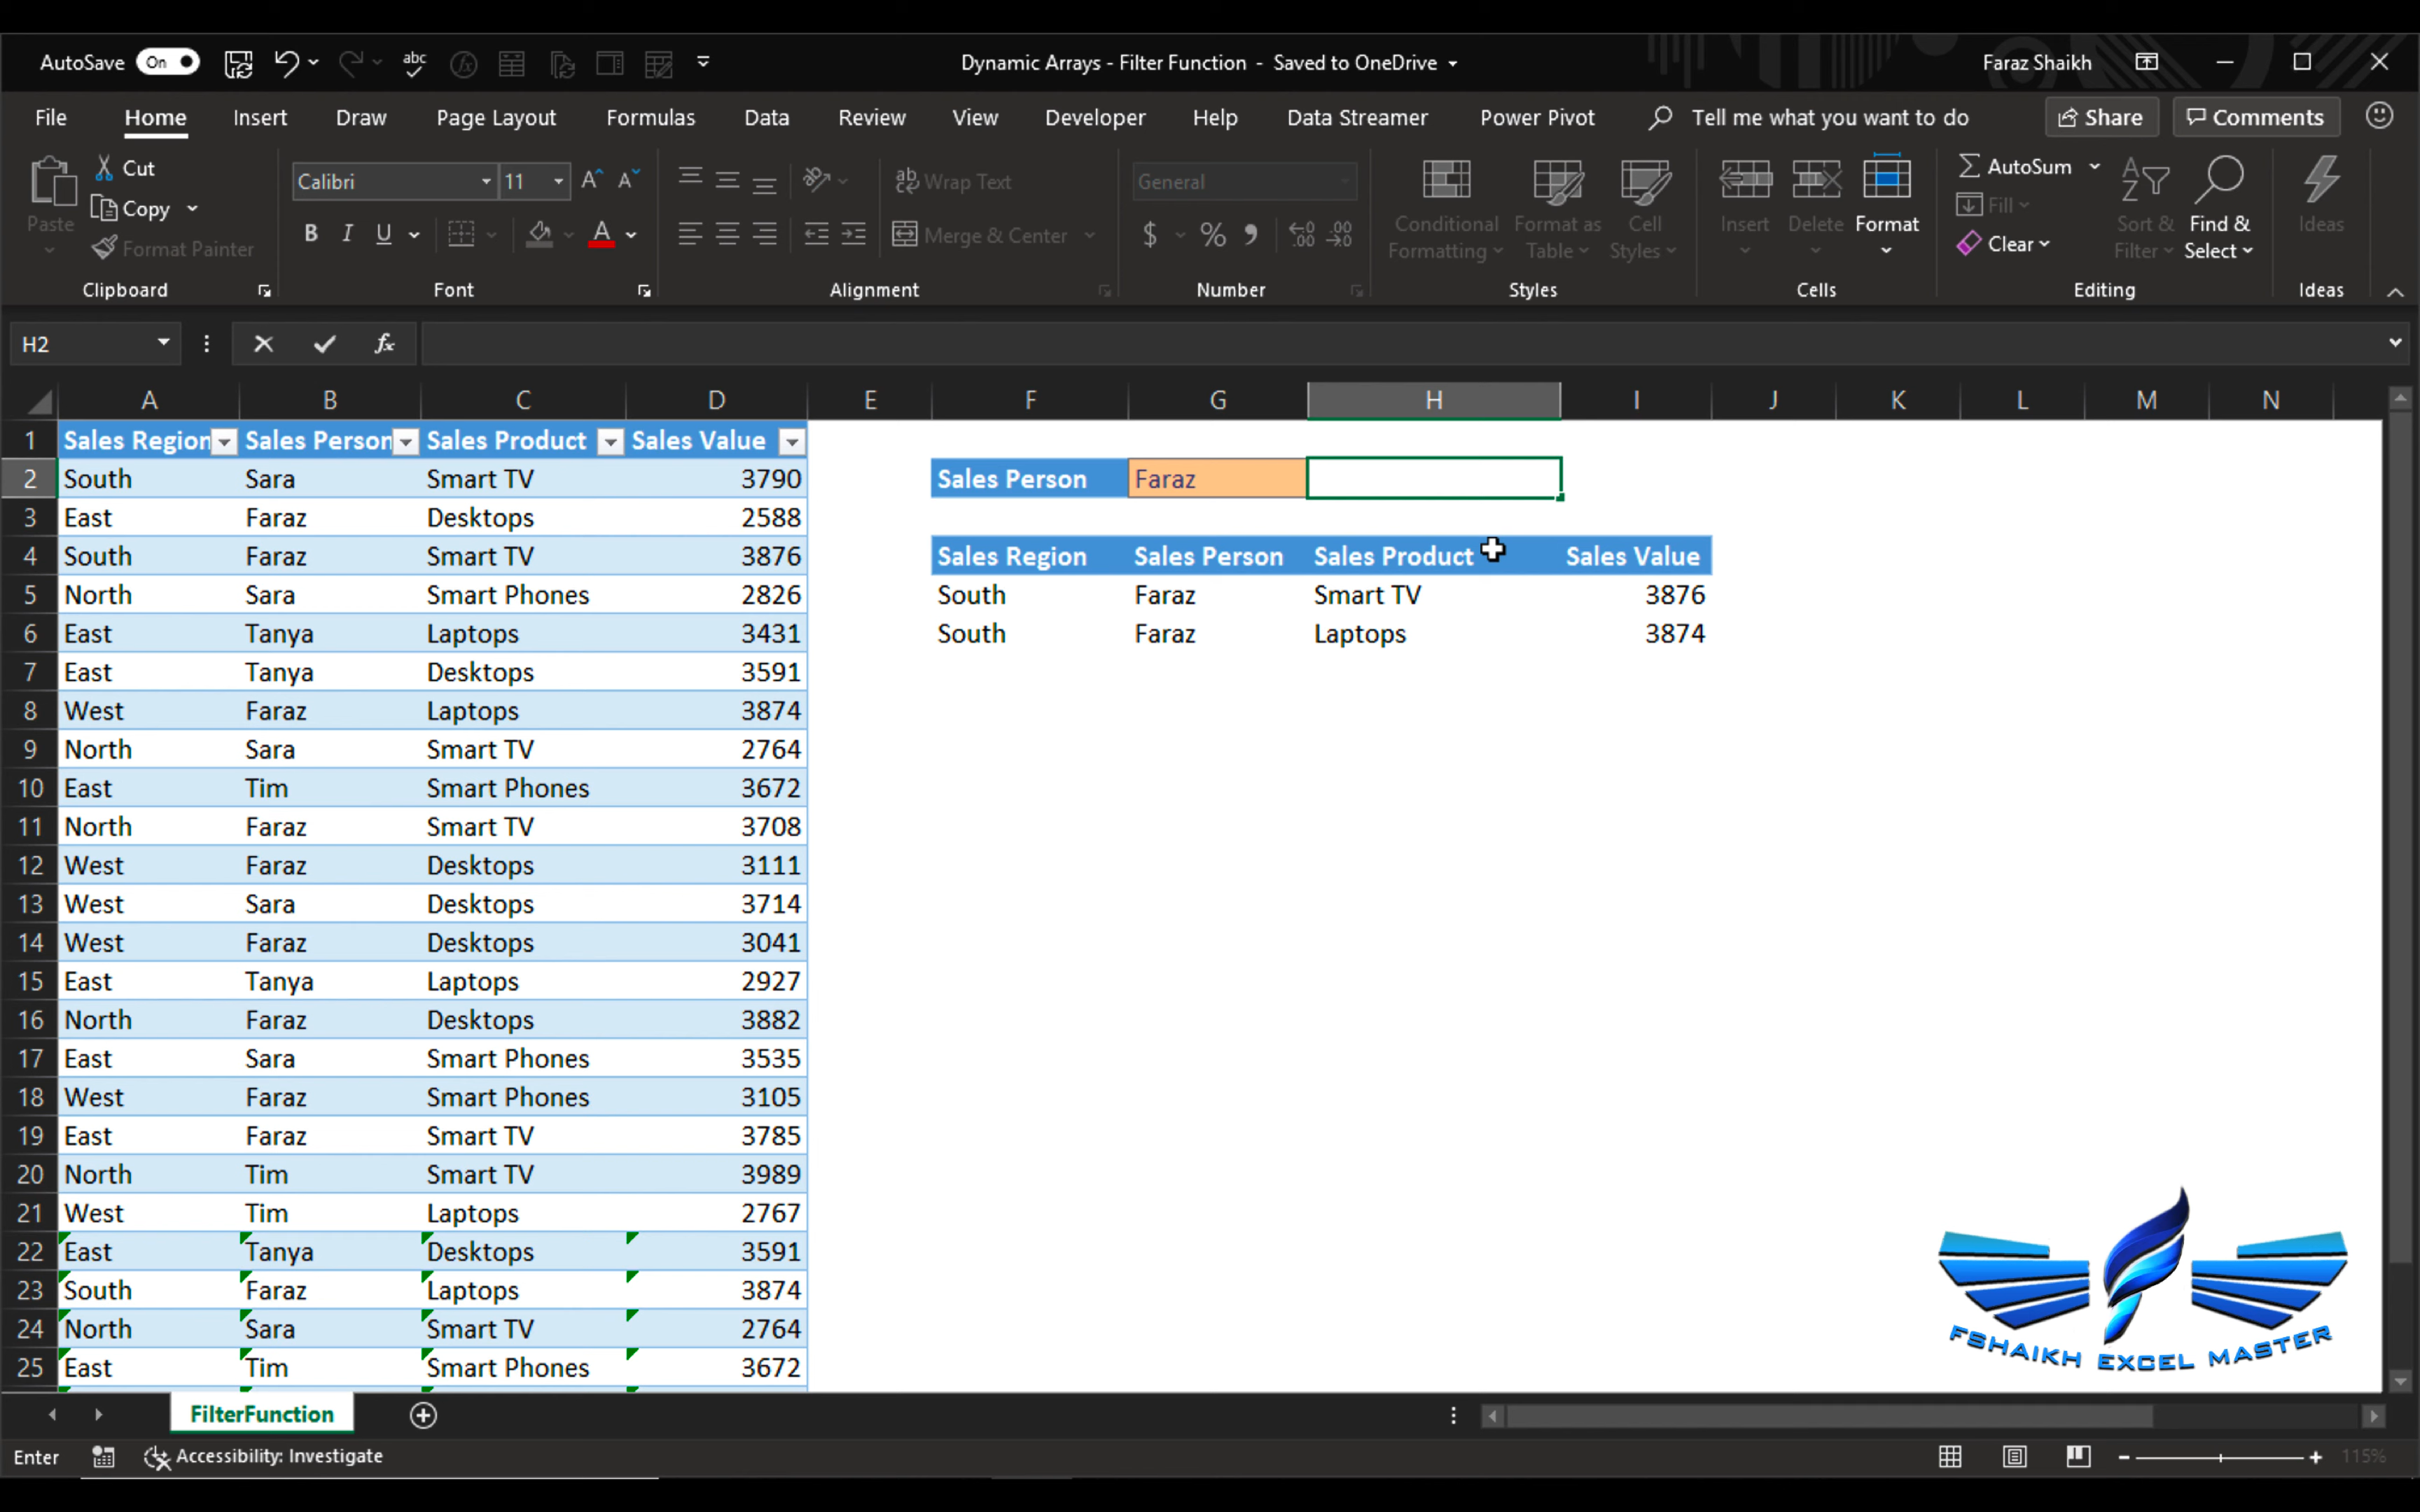 AutoSave On abc Dynamic Arrays - Filter Function - Saved to OneDrive Faraz Shaikh
File Home Insert Draw Page Layout Formulas Data Review View Developer Help Data Streamer Power Pivot Tell me what you want to do Share Comments
Paste Cut Copy Format Painter
Clipboard
Calibri 11 A A
B I U A
Font
ab Wrap Text
Merge & Center
Alignment
General
$ % , .00 .00
Number
Conditional Formatting Format as Table Cell Styles
Styles
Insert Delete Format
Cells
AutoSum Fill Clear Sort & Filter Find & Select
Editing
Ideas
Ideas
H2 fx
A B C D E F G H I J K L M N
1 Sales Region Sales Person Sales Product Sales Value
2 South Sara Smart TV 3790 Sales Person Faraz
3 East Faraz Desktops 2588
4 South Faraz Smart TV 3876 Sales Region Sales Person Sales Product Sales Value
5 North Sara Smart Phones 2826 South Faraz Smart TV 3876
6 East Tanya Laptops 3431 South Faraz Laptops 3874
7 East Tanya Desktops 3591
8 West Faraz Laptops 3874
9 North Sara Smart TV 2764
10 East Tim Smart Phones 3672
11 North Faraz Smart TV 3708
12 West Faraz Desktops 3111
13 West Sara Desktops 3714
14 West Faraz Desktops 3041
15 East Tanya Laptops 2927
16 North Faraz Desktops 3882
17 East Sara Smart Phones 3535
18 West Faraz Smart Phones 3105
19 East Faraz Smart TV 3785
20 North Tim Smart TV 3989
21 West Tim Laptops 2767
22 East Tanya Desktops 3591
23 South Faraz Laptops 3874
24 North Sara Smart TV 2764
25 East Tim Smart Phones 3672
FSHAIKH EXCEL MASTER
FilterFunction
Enter Accessibility: Investigate 115%